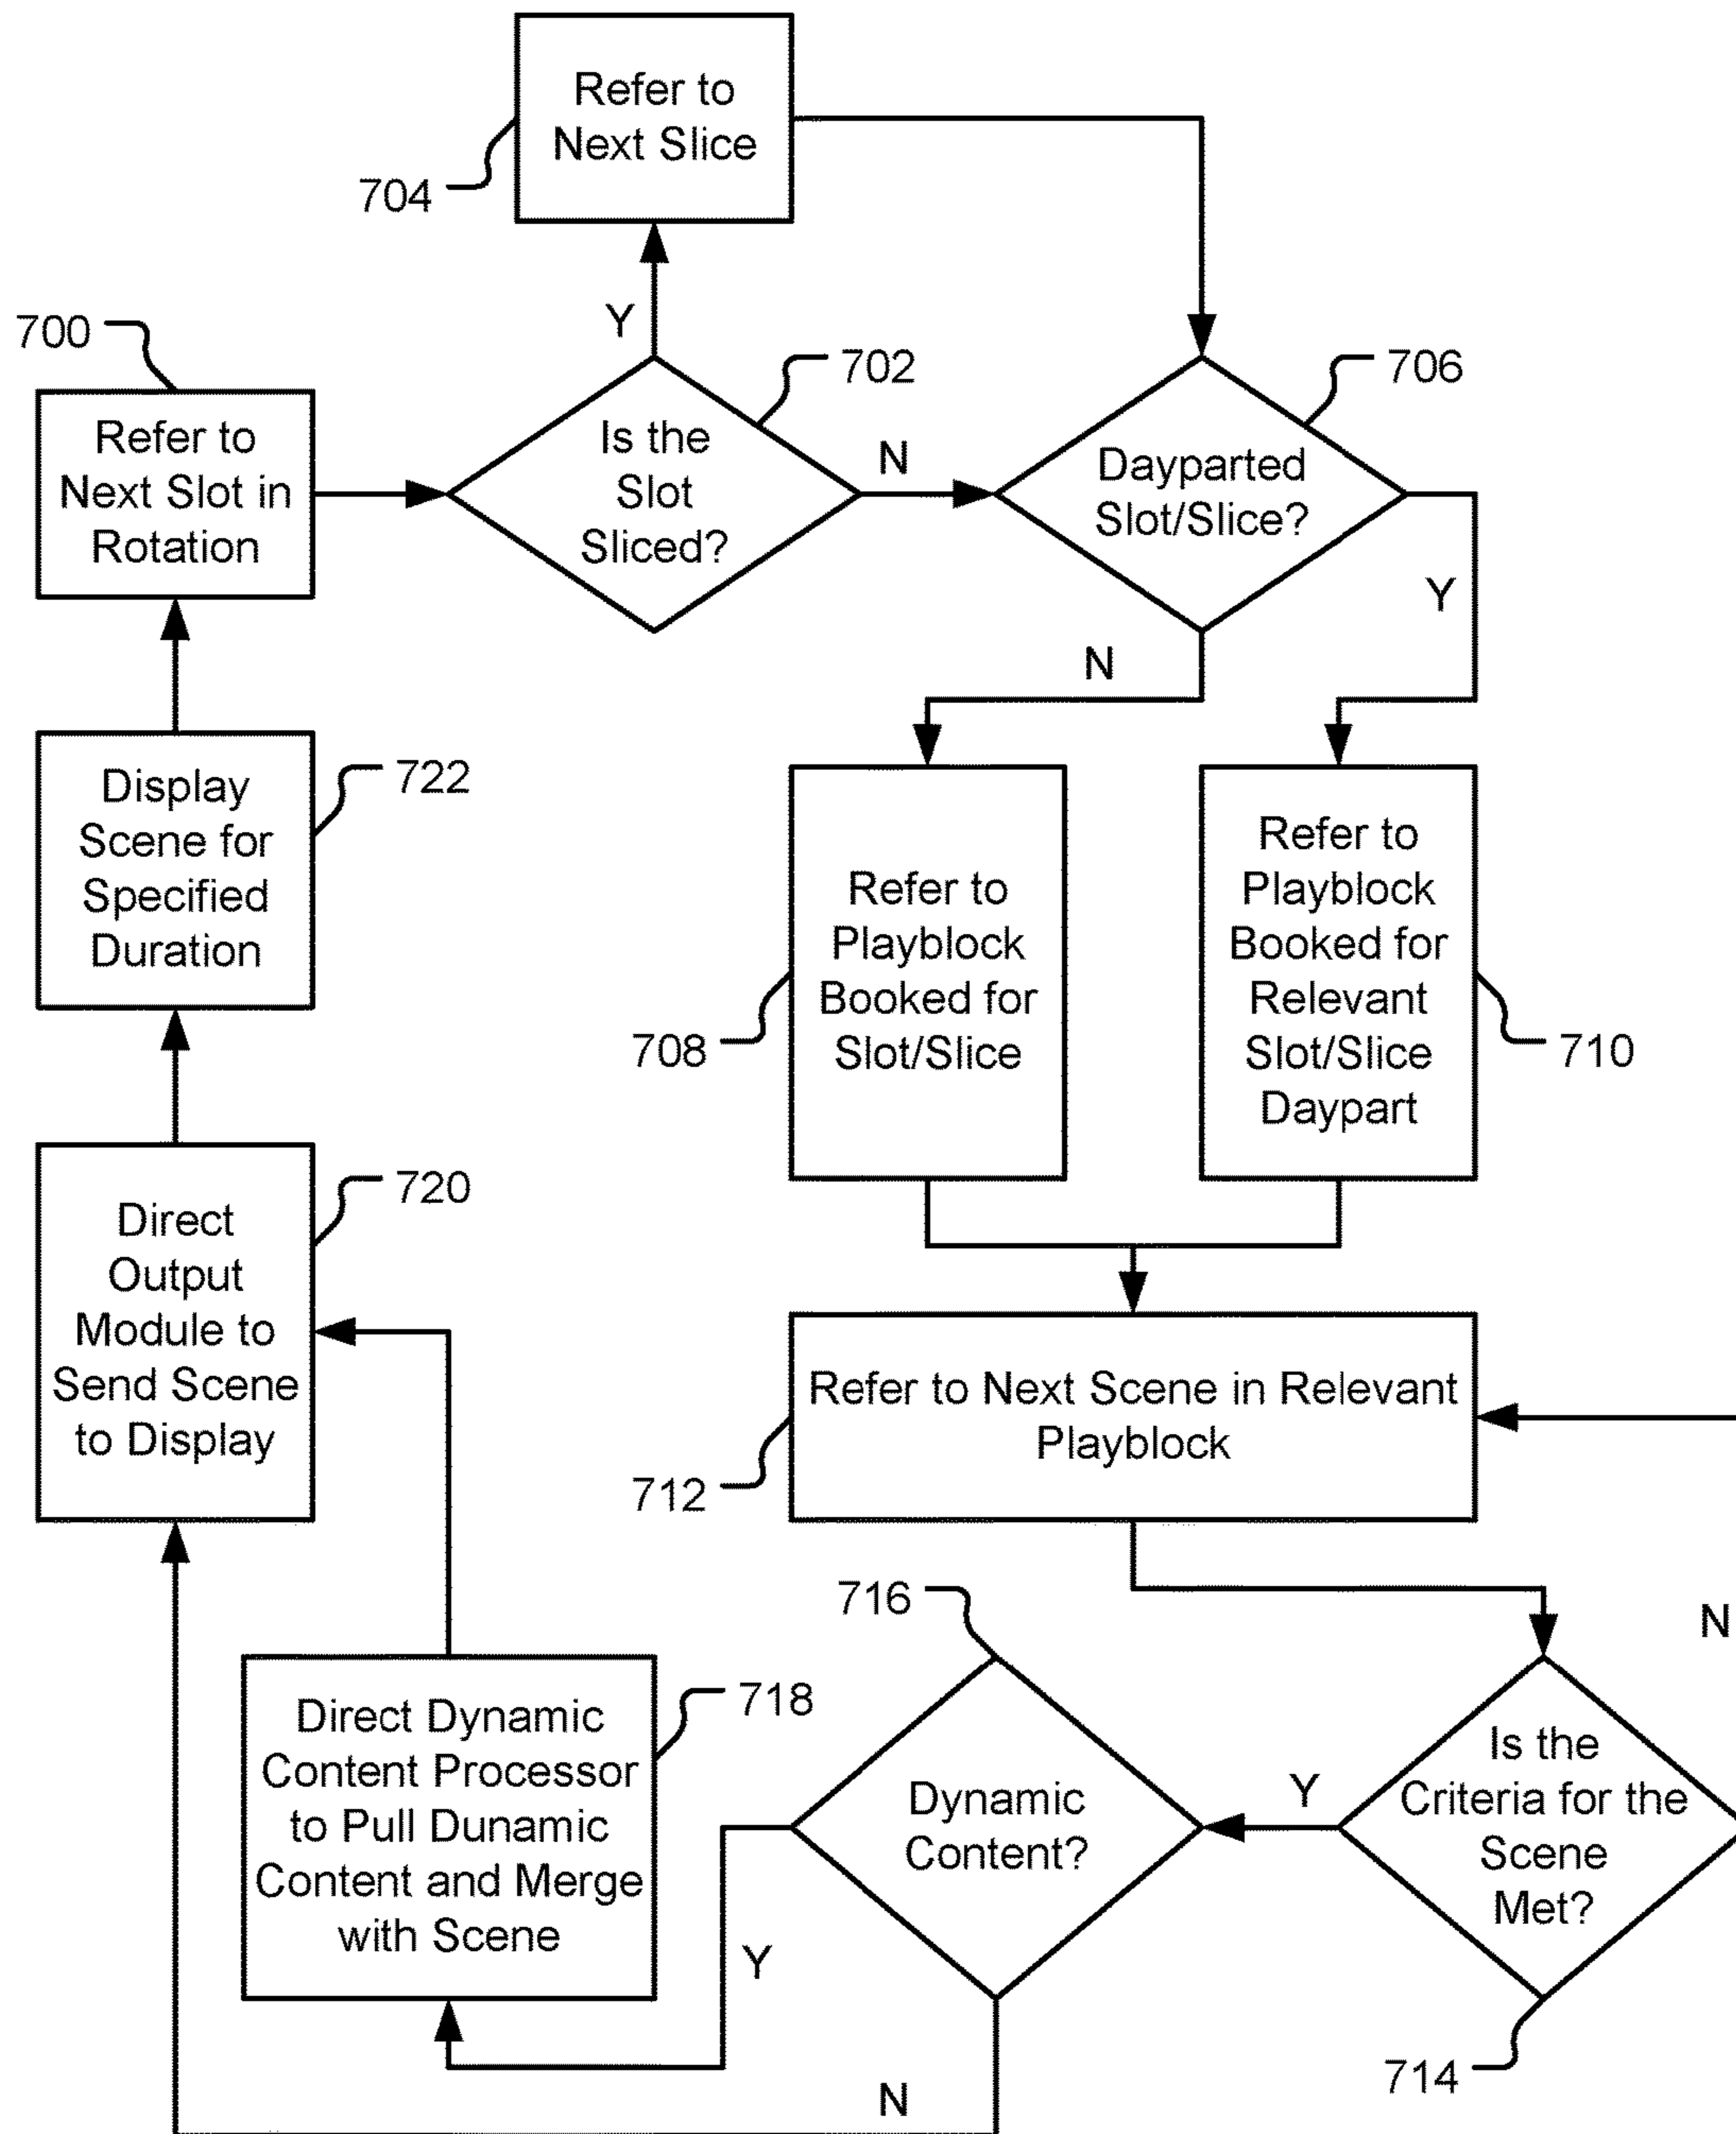 Refer to
Next Slice
704
Y
700
Refer to
Next Slot in
Rotation
702
Is the
Slot
Sliced?
N
706
Dayparted
Slot/Slice?
Y
N
Display
Scene for
Specified
Duration
722
Refer to
Playblock
Booked for
Slot/Slice
708
Refer to
Playblock
Booked for
Relevant
Slot/Slice
Daypart
710
Direct
Output
Module to
Send Scene
to Display
720
Refer to Next Scene in Relevant
Playblock
712
716
N
Direct Dynamic
Content Processor
to Pull Dunamic
Content and Merge
with Scene
718
Dynamic
Content?
Y
Is the
Criteria for the
Scene
Met?
Y
714
N